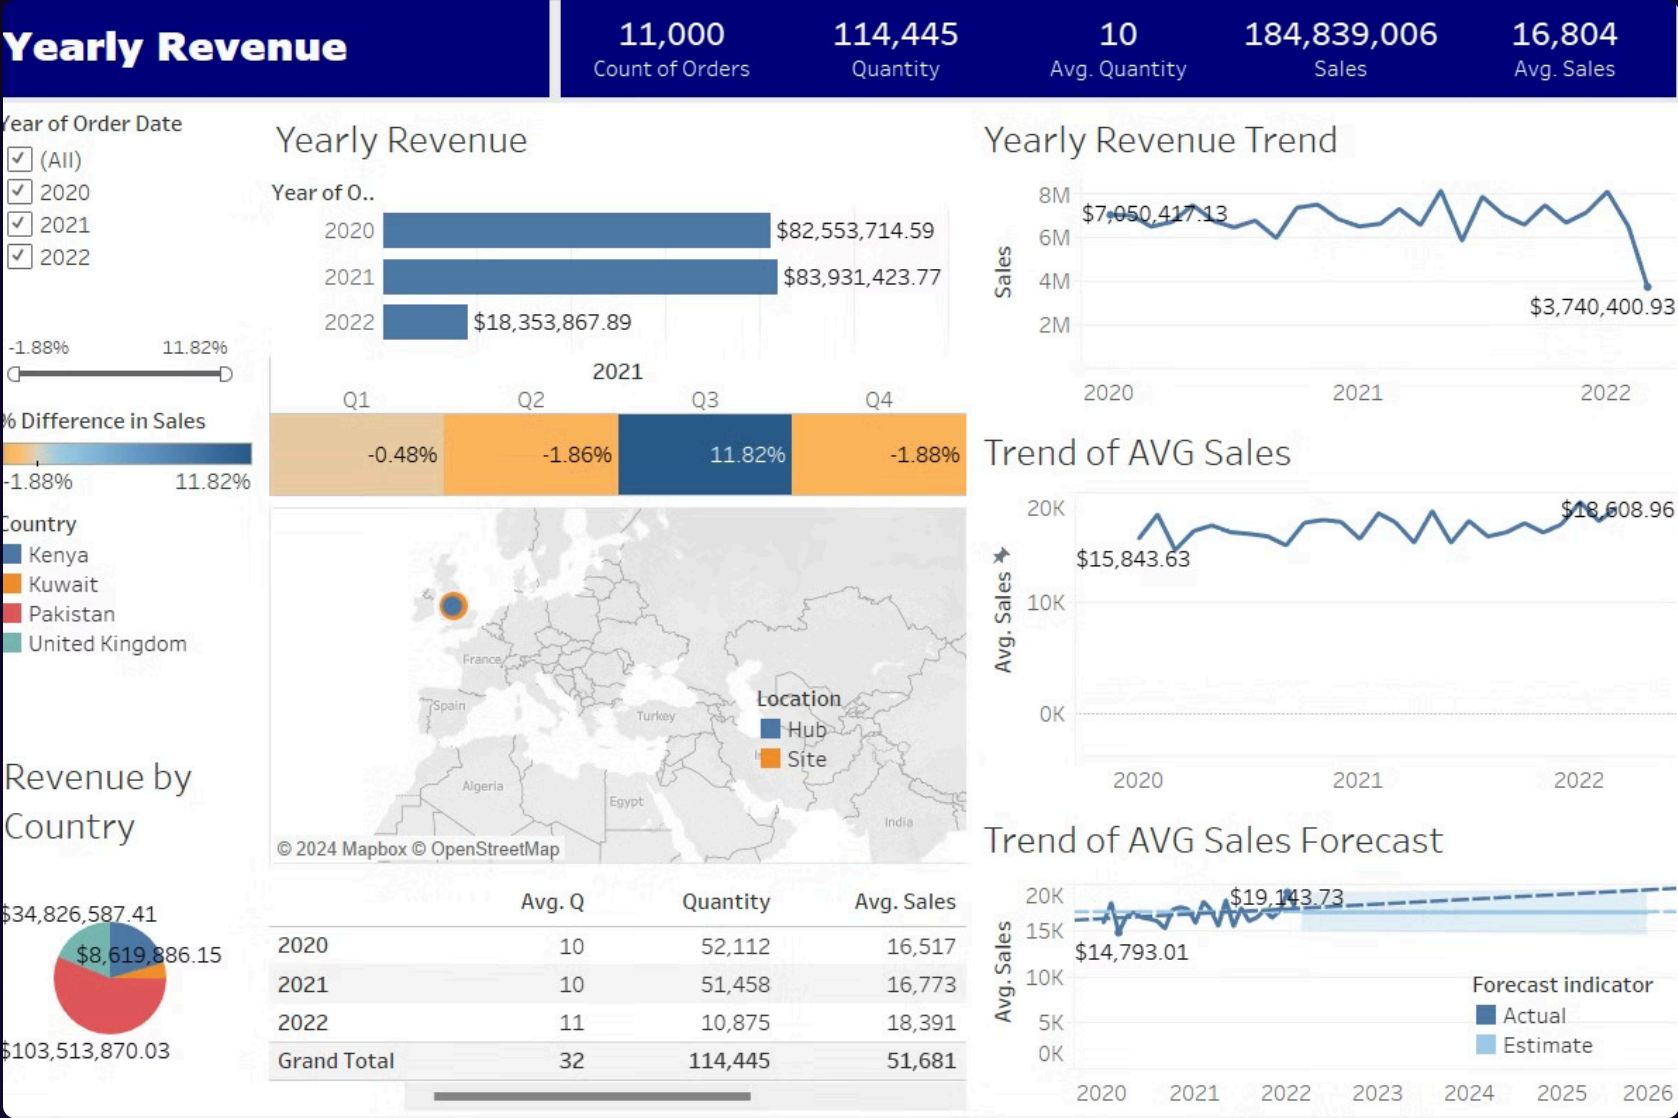 Yearly Revenue
11,000
Count of Orders
114,445
Quantity
10
Avg. Quantity
184,839,006
Sales
16,804
Avg. Sales
Year of Order Date
(All)
2020
2021
2022
-1.88% 11.82%
% Difference in Sales
-1.88% 11.82%
Country
Kenya
Kuwait
Pakistan
United Kingdom
Revenue by
Country
$34,826,587.41
$8,619,886.15
$103,513,870.03
Yearly Revenue
Year of O..
2020 $82,553,714.59
2021 $83,931,423.77
2022 $18,353,867.89
2021
Q1 Q2 Q3 Q4
-0.48% -1.86% 11.82% -1.88%
France
Spain
Turkey
Algeria
Egypt
India
Location
Hub
Site
© 2024 Mapbox © OpenStreetMap
Avg. Q Quantity Avg. Sales
2020 10 52,112 16,517
2021 10 51,458 16,773
2022 11 10,875 18,391
Grand Total 32 114,445 51,681
Yearly Revenue Trend
Sales
8M
6M
4M
2M
$7,050,417.13
$3,740,400.93
2020 2021 2022
Trend of AVG Sales
Avg. Sales
20K
10K
0K
$15,843.63
$18,608.96
2020 2021 2022
Trend of AVG Sales Forecast
Avg. Sales
20K
15K
10K
5K
0K
$19,143.73
$14,793.01
Forecast indicator
Actual
Estimate
2020 2021 2022 2023 2024 2025 2026